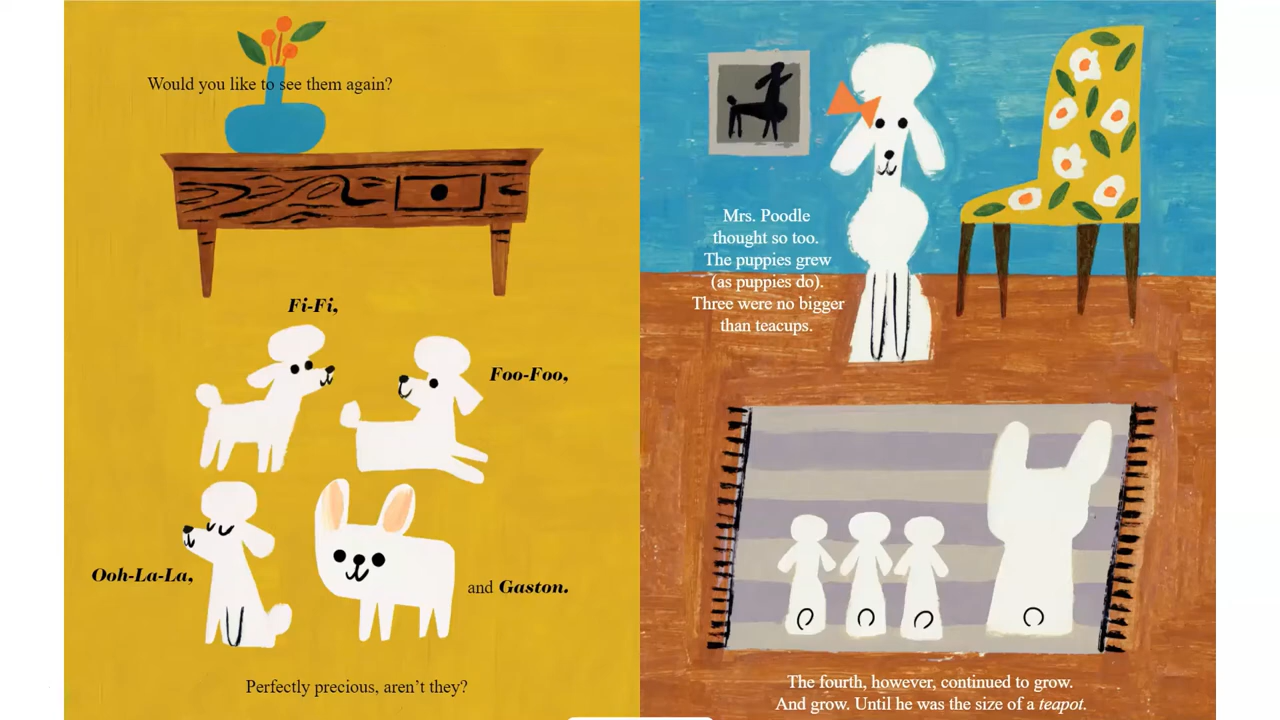 Would you like to see them again?
Fi-Fi,
Foo-Foo,
Ooh-La-La,
and Gaston.
Perfectly precious, aren’t they?
Mrs. Poodle
thought so too.
The puppies grew
(as puppies do).
Three were no bigger
than teacups.
The fourth, however, continued to grow.
And grow. Until he was the size of a teapot.